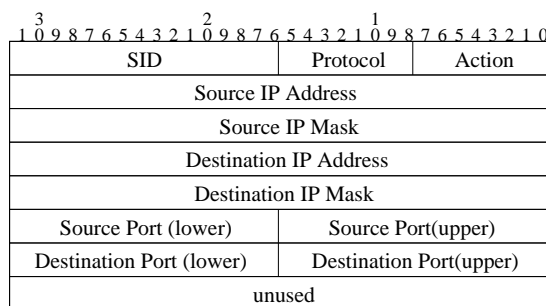 3 2 1
1 0 9 8 7 6 5 4 3 2 1 0 9 8 7 6 5 4 3 2 1 0 9 8 7 6 5 4 3 2 1 0
SID Protocol Action
Source IP Address
Source IP Mask
Destination IP Address
Destination IP Mask
Source Port (lower) Source Port(upper)
Destination Port (lower) Destination Port(upper)
unused